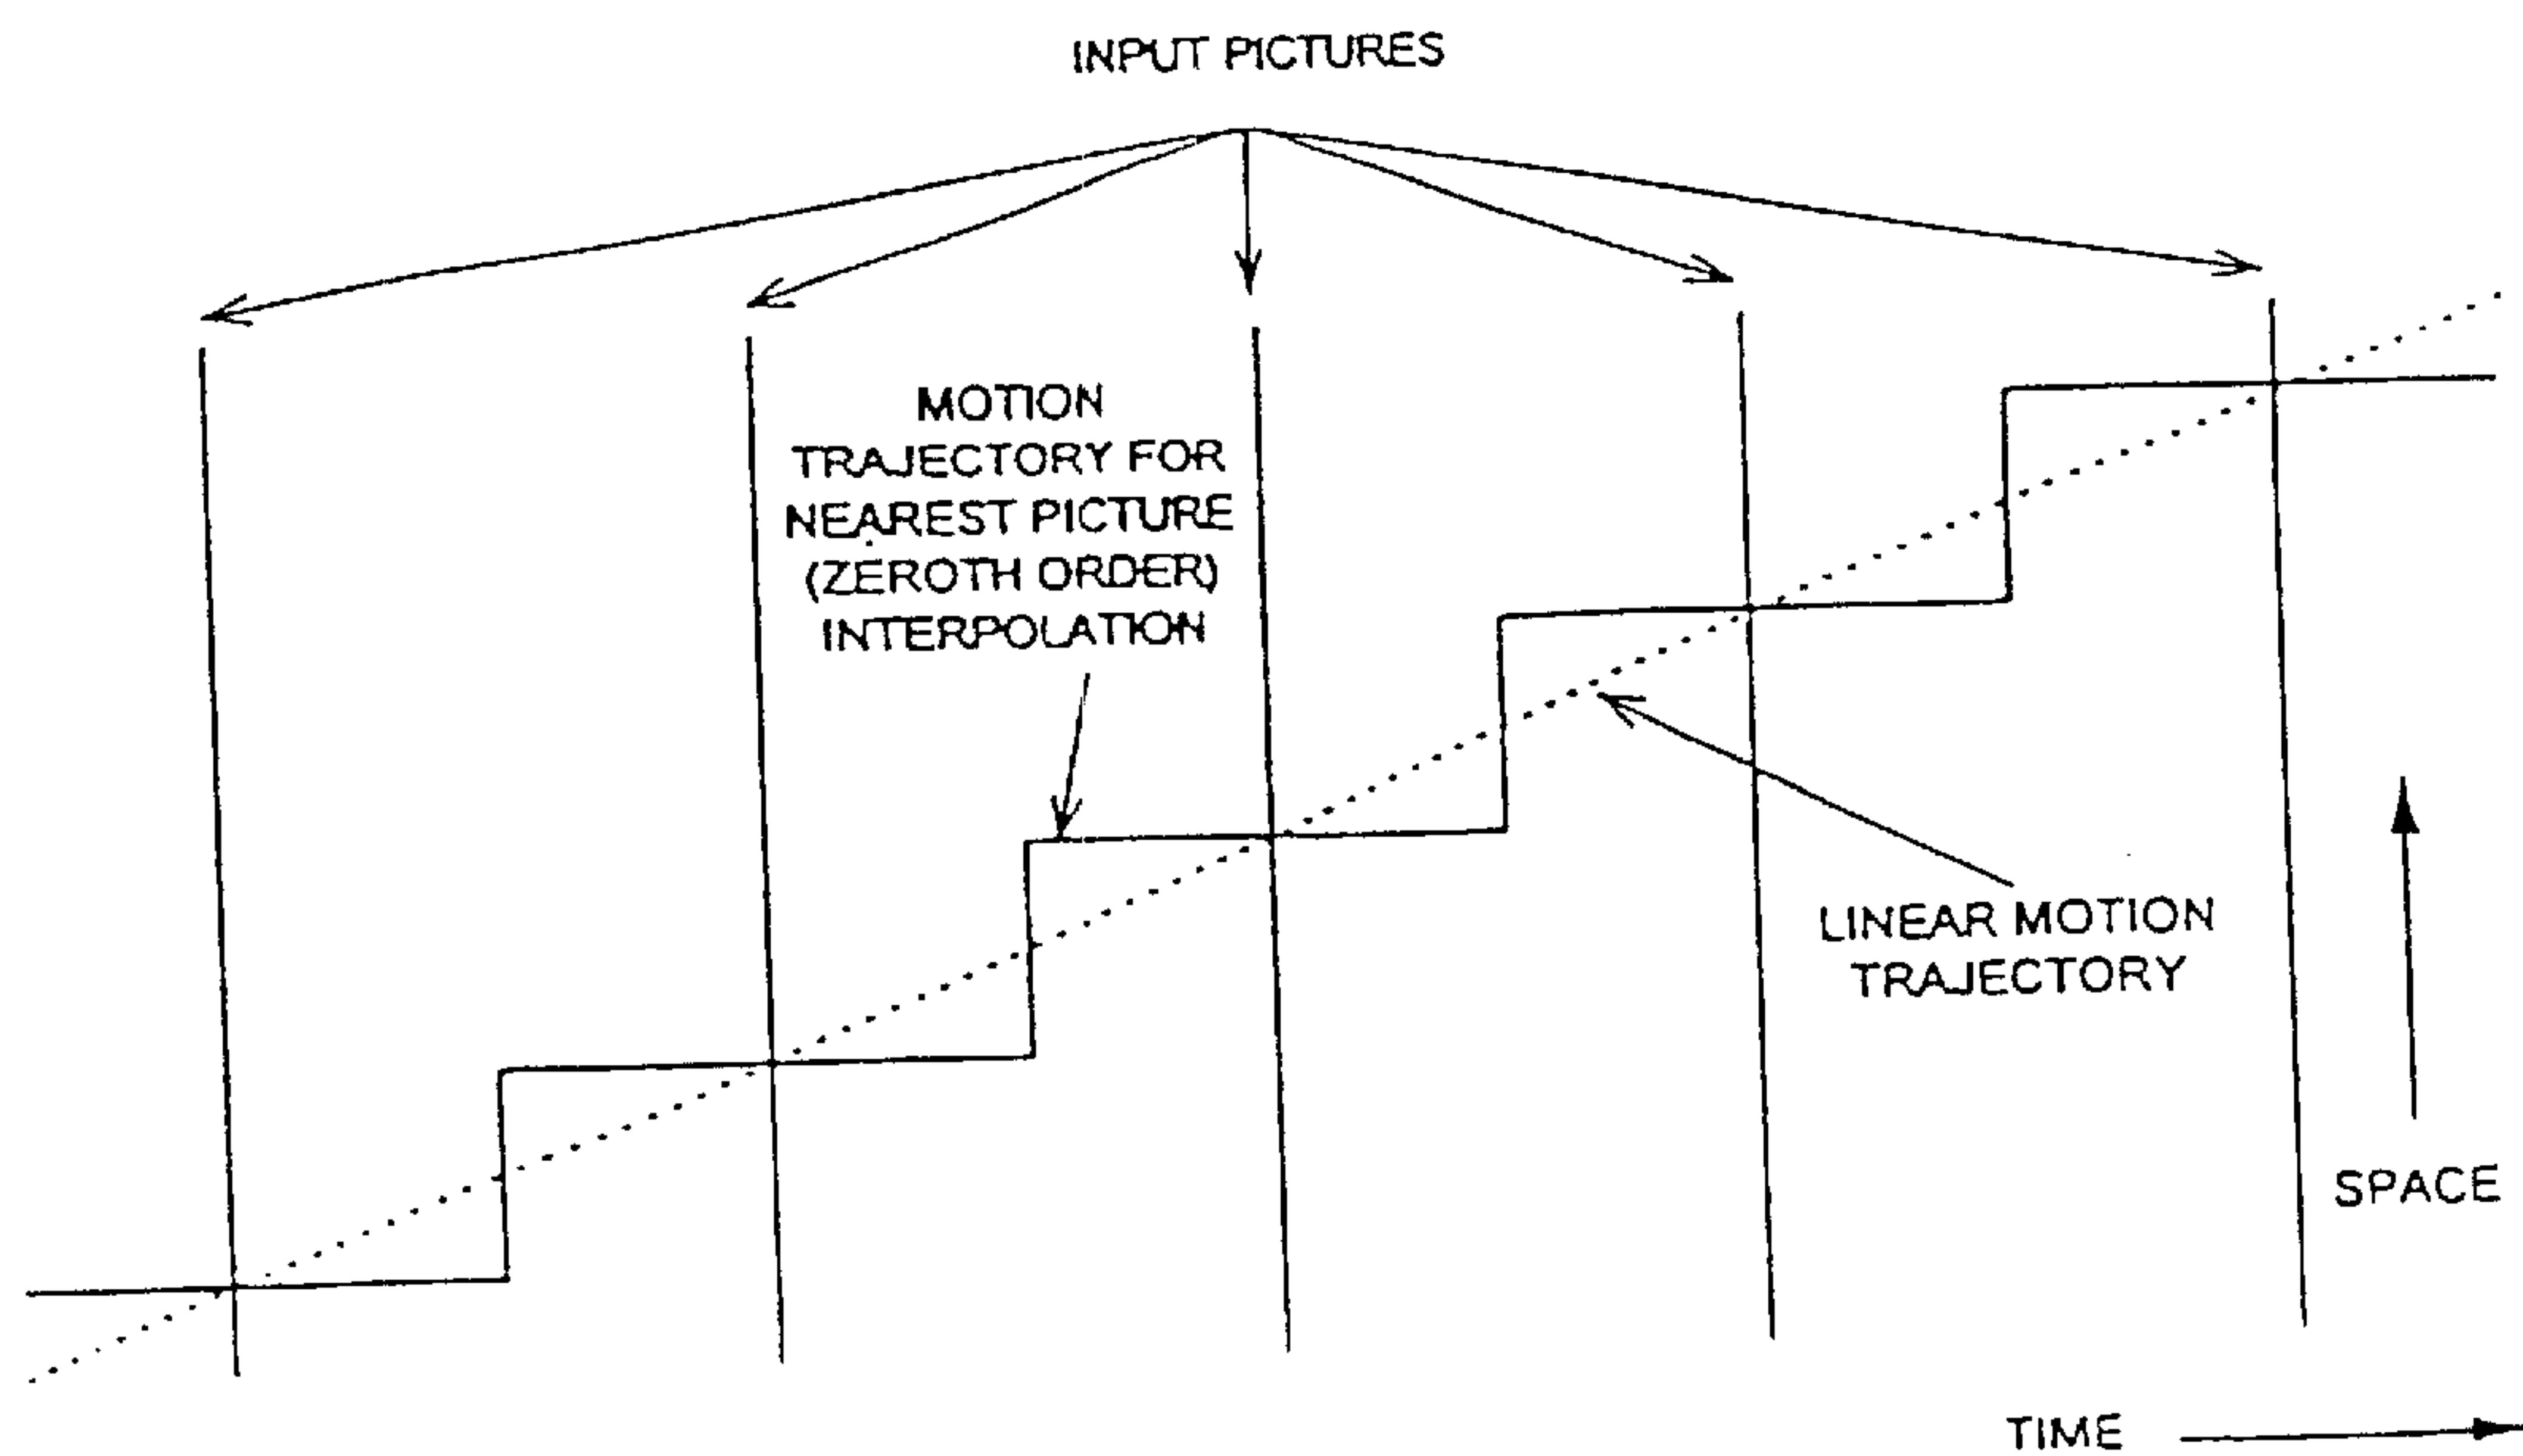 INPUT PICTURES
MOTION
TRAJECTORY FOR
NEAREST PICTURE
(ZEROTH ORDER)
INTERPOLATION
LINEAR MOTION
TRAJECTORY
SPACE
TIME